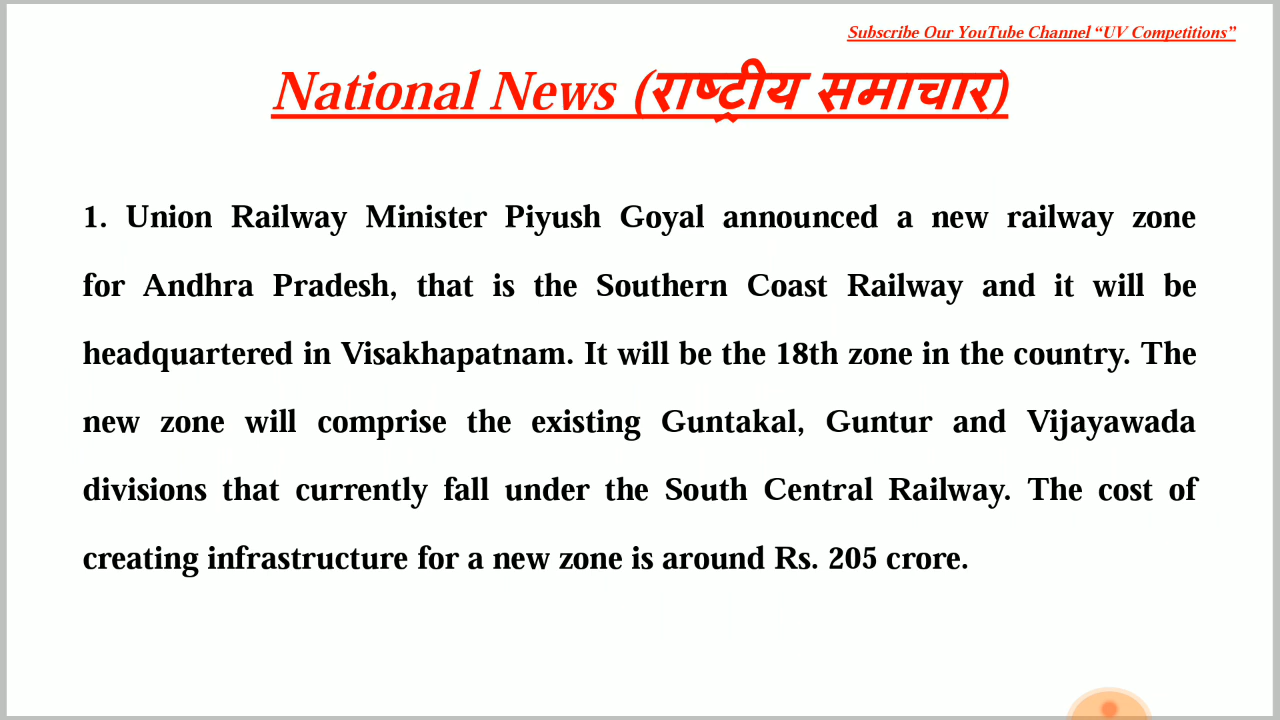 Subscribe Our YouTube Channel “UV Competitions”
National News (राष्ट्रीय समाचार)
1. Union Railway Minister Piyush Goyal announced a new railway zone
for Andhra Pradesh, that is the Southern Coast Railway and it will be
headquartered in Visakhapatnam. It will be the 18th zone in the country. The
new zone will comprise the existing Guntakal, Guntur and Vijayawada
divisions that currently fall under the South Central Railway. The cost of
creating infrastructure for a new zone is around Rs. 205 crore.